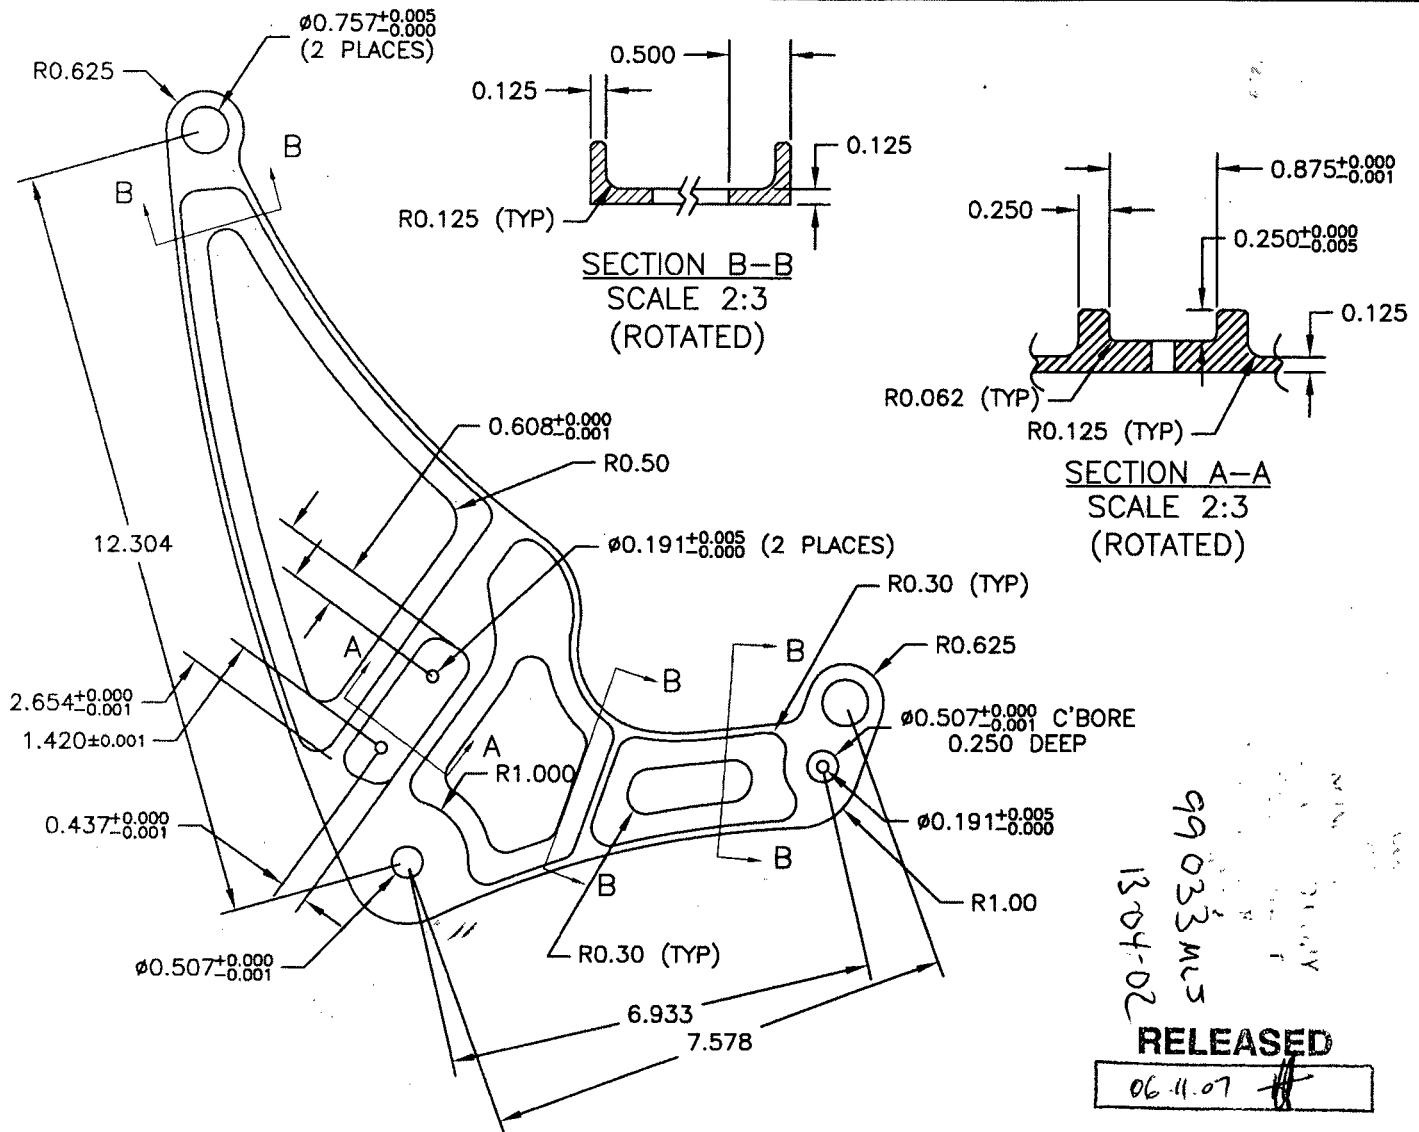 ø0.757+0.005 -0.000
(2 PLACES)
R0.625
0.500
0.125
0.125
R0.125 (TYP)
SECTION B-B
SCALE 2:3
(ROTATED)
0.875+0.000 -0.001
0.250
0.250+0.000 -0.005
0.125
R0.062 (TYP)
R0.125 (TYP)
SECTION A-A
SCALE 2:3
(ROTATED)
B
B
0.608+0.000 -0.001
R0.50
12.304
ø0.191+0.005 -0.000 (2 PLACES)
R0.30 (TYP)
R0.625
A
B
B
2.654+0.000 -0.001
1.420±0.001
ø0.507+0.000 -0.001 C'BORE
0.250 DEEP
A
R1.000
0.437+0.000 -0.001
ø0.191+0.005 -0.000
B
B
R1.00
R0.30 (TYP)
ø0.507+0.000 -0.001
6.933
7.578
13-04-02
RELEASED
06.11.07